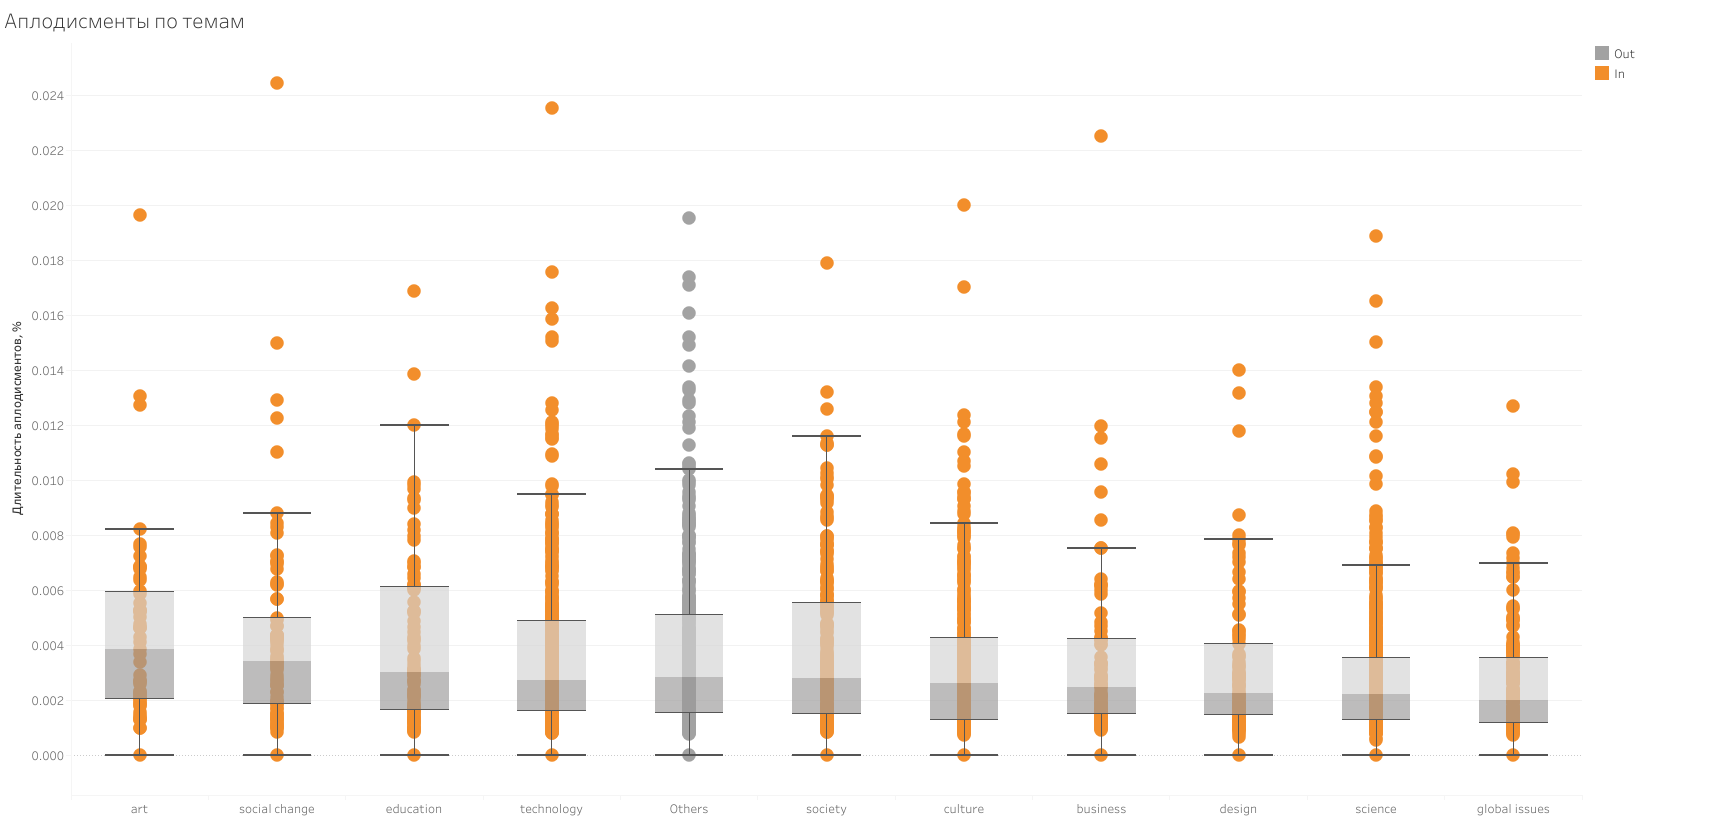 Аплодисменты по темам
Out
In
Длительность аплодисментов, %
0.024
0.022
0.020
0.018
0.016
0.014
0.012
0.010
0.008
0.006
0.004
0.002
0.000
art social change education technology Others society culture business design science global issues